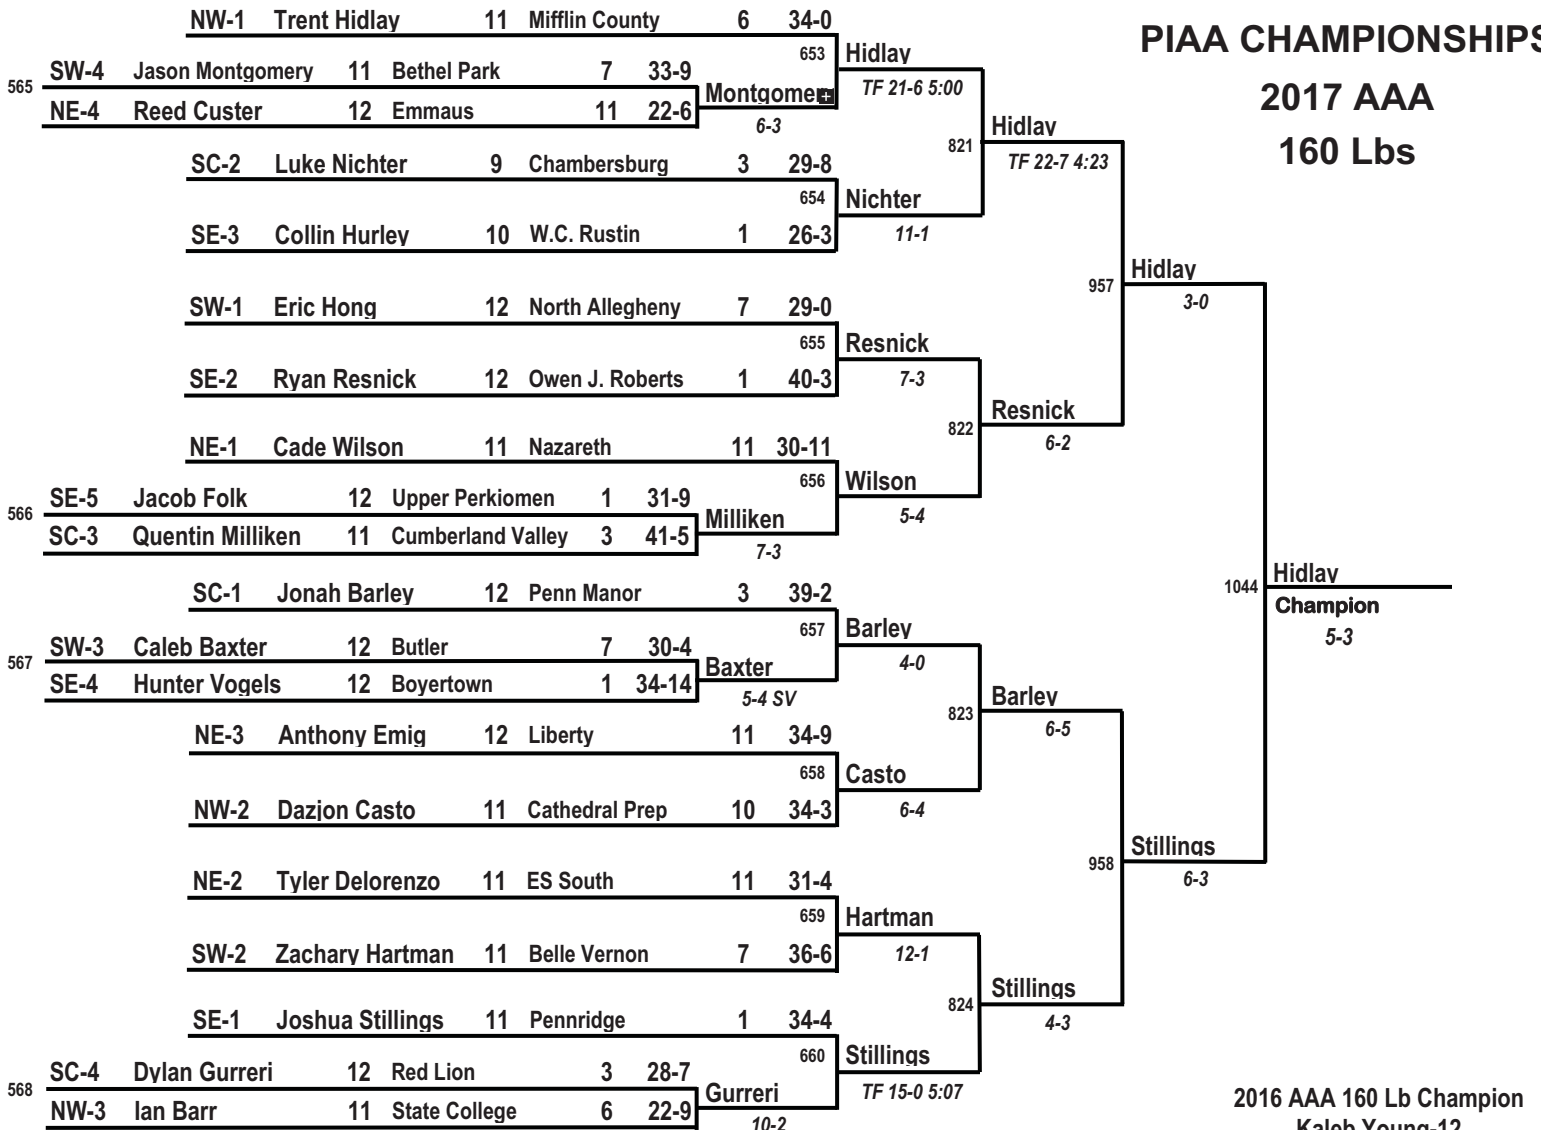 PIAA CHAMPIONSHIPS
2017 AAA
160 Lbs
NW-1 Trent Hidlay 11 Mifflin County 6 34-0
653 Hidlay
TF 21-6 5:00
565 SW-4 Jason Montgomery 11 Bethel Park 7 33-9
Montgomery
NE-4 Reed Custer 12 Emmaus 11 22-6
6-3
821 Hidlay
TF 22-7 4:23
SC-2 Luke Nichter 9 Chambersburg 3 29-8
654 Nichter
11-1
SE-3 Collin Hurley 10 W.C. Rustin 1 26-3
957 Hidlay
3-0
SW-1 Eric Hong 12 North Allegheny 7 29-0
655 Resnick
7-3
SE-2 Ryan Resnick 12 Owen J. Roberts 1 40-3
822 Resnick
6-2
NE-1 Cade Wilson 11 Nazareth 11 30-11
656 Wilson
5-4
566 SE-5 Jacob Folk 12 Upper Perkiomen 1 31-9
Milliken
SC-3 Quentin Milliken 11 Cumberland Valley 3 41-5
7-3
1044 Hidlay
Champion
5-3
SC-1 Jonah Barley 12 Penn Manor 3 39-2
657 Barley
4-0
567 SW-3 Caleb Baxter 12 Butler 7 30-4
Baxter
SE-4 Hunter Vogels 12 Boyertown 1 34-14
5-4 SV
823 Barley
6-5
NE-3 Anthony Emig 12 Liberty 11 34-9
658 Casto
6-4
NW-2 Dazjon Casto 11 Cathedral Prep 10 34-3
958 Stillings
6-3
NE-2 Tyler Delorenzo 11 ES South 11 31-4
659 Hartman
12-1
SW-2 Zachary Hartman 11 Belle Vernon 7 36-6
824 Stillings
4-3
SE-1 Joshua Stillings 11 Pennridge 1 34-4
660 Stillings
TF 15-0 5:07
568 SC-4 Dylan Gurreri 12 Red Lion 3 28-7
Gurreri
NW-3 Ian Barr 11 State College 6 22-9
10-2
2016 AAA 160 Lb Champion
Kaleb Young-12